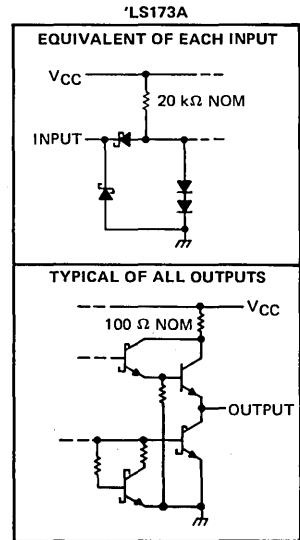 'LS173A
EQUIVALENT OF EACH INPUT
VCC
20 kΩ NOM
INPUT
TYPICAL OF ALL OUTPUTS
VCC
100 Ω NOM
OUTPUT